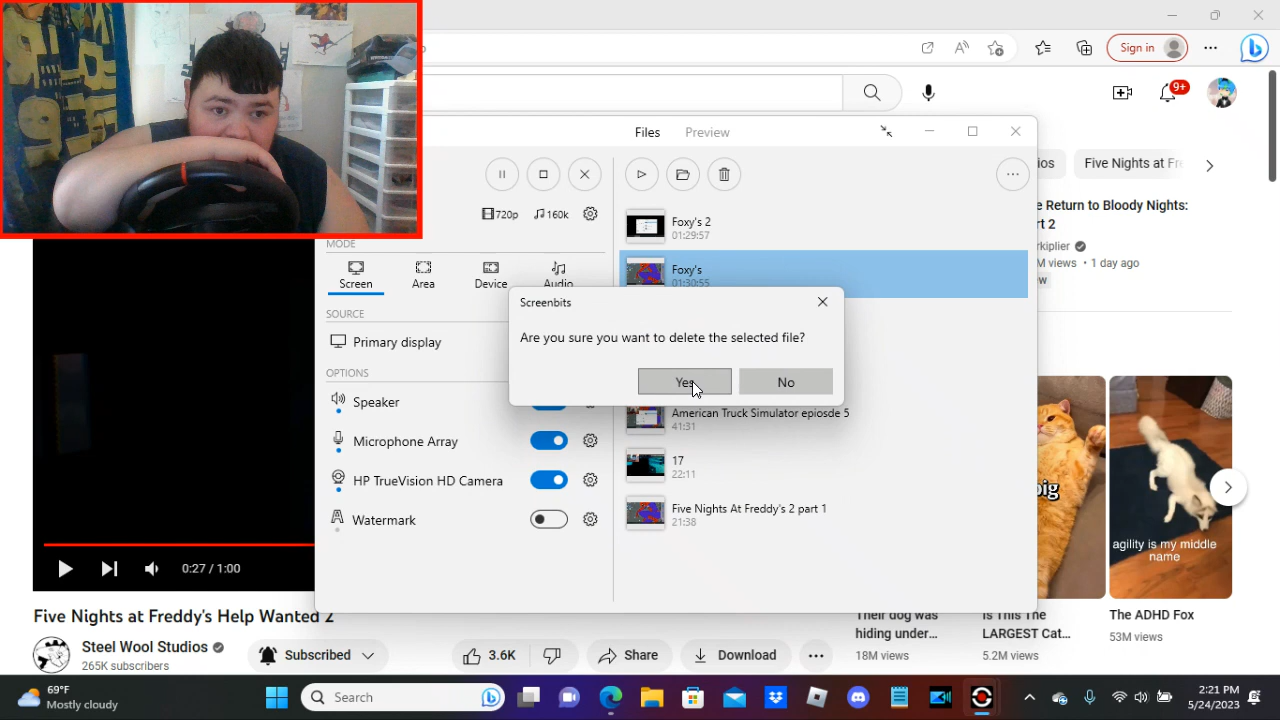 Sign in
9+
Files
Preview
ios
Five Nights at Fr
e Return to Bloody Nights:
rt 2
rkiplier
M views • 1 day ago
w
720p
160k
Foxy's 2
01:29:57
MODE
Foxy's
01:30:55
Screen
Area
Device
Audio
Screenbits
SOURCE
Are you sure you want to delete the selected file?
Primary display
OPTIONS
Yes
No
Speaker
American Truck Simulator epiosde 5
41:31
Microphone Array
17
22:11
HP TrueVision HD Camera
big
Five Nights At Freddy's 2 part 1
21:38
Watermark
agility is my middle
name
0:27 / 1:00
Five Nights at Freddy's Help Wanted 2
Their dog was
hiding under...
Is This The
LARGEST Cat...
The ADHD Fox
53M views
Steel Wool Studios
265K subscribers
Subscribed
3.6K
Share
Download
18M views
5.2M views
69°F
Mostly cloudy
Search
2:21 PM
5/24/2023